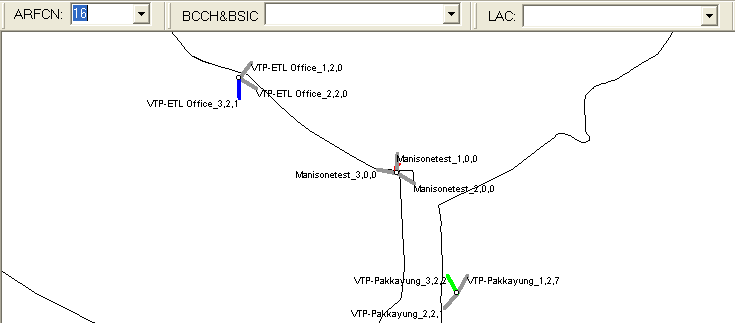 ARFCN: 16 BCCH&BSIC LAC:
VTP-ETL Office_1,2,0
VTP-ETL Office_2,2,0
VTP-ETL Office_3,2,1
Manisonetest_1,0,0
Manisonetest_3,0,0
Manisonetest_2,0,0
VTP-Pakkayung_3,2,2
VTP-Pakkayung_1,2,7
VTP-Pakkayung_2,2,